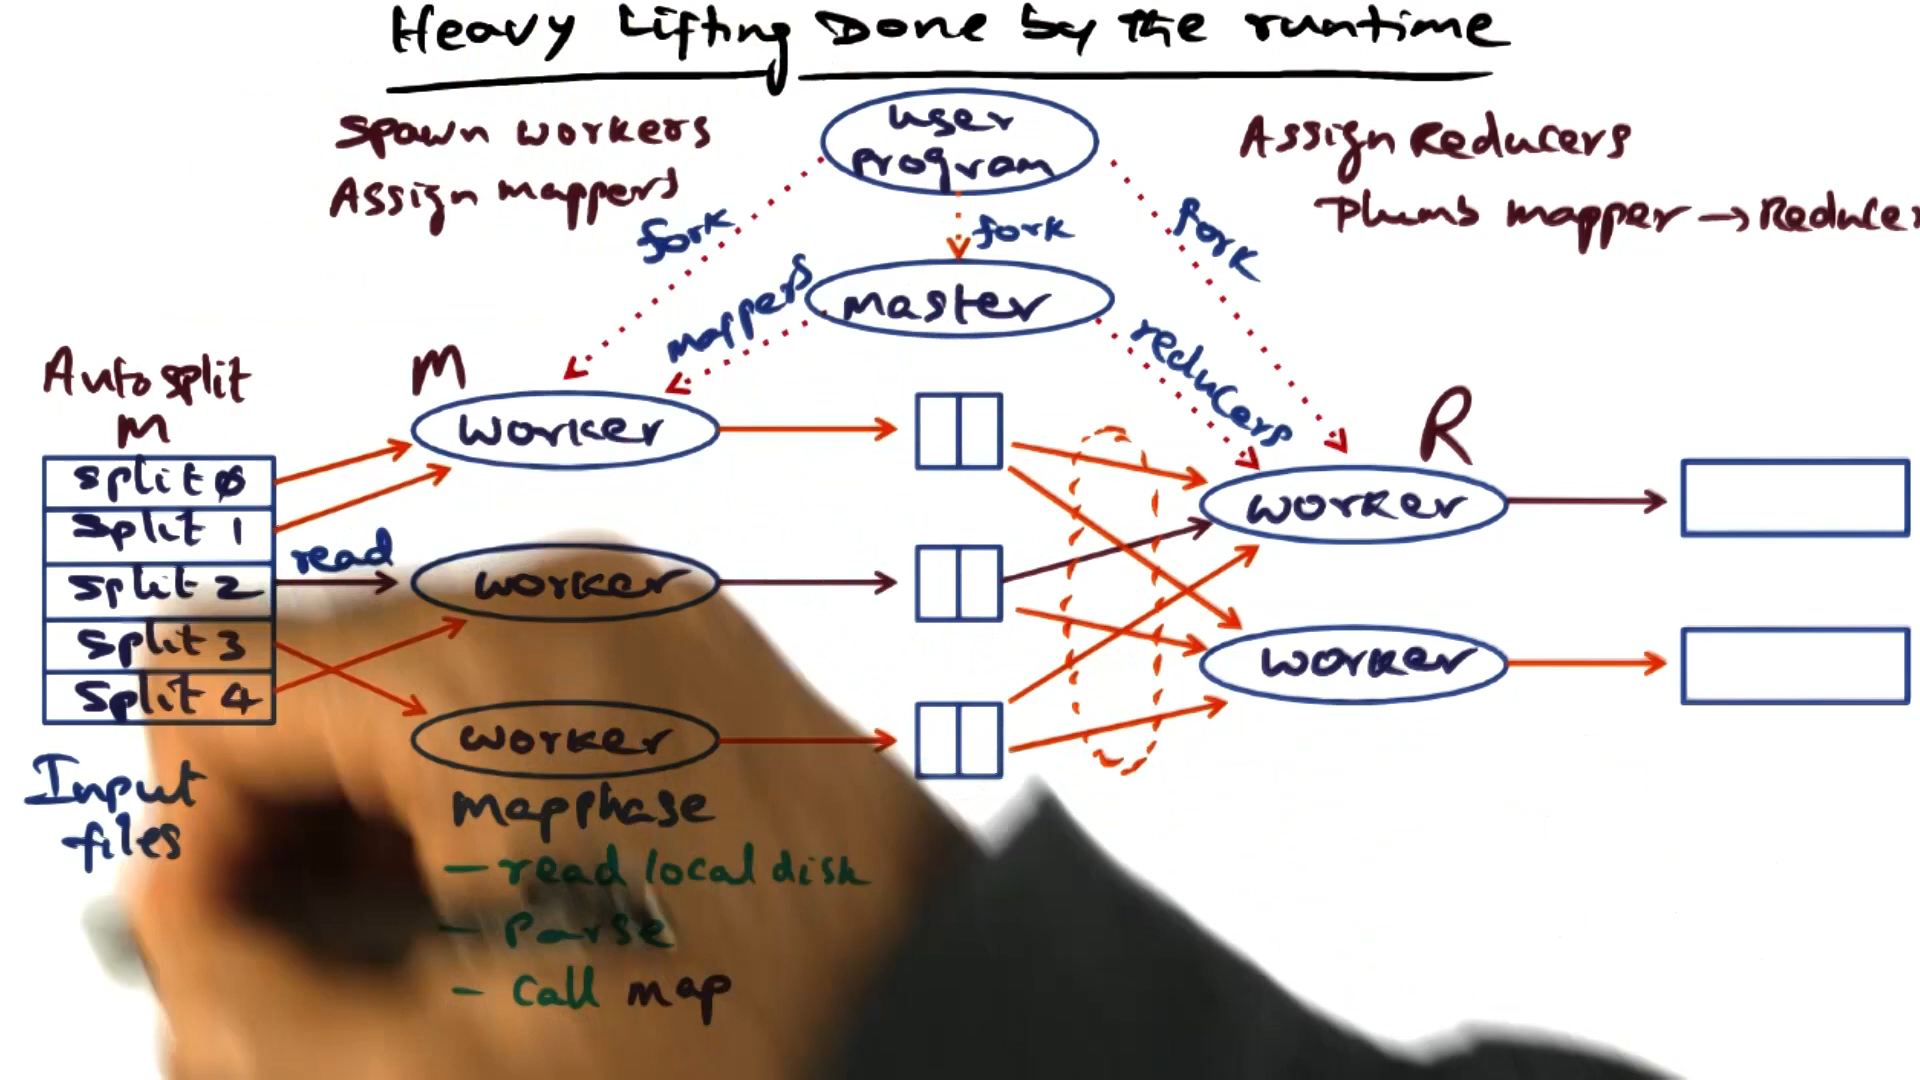 Heavy Lifting Done by the runtime
Spawn workers
Assign mappers
user
program
Assign Reducers
Plumb mapper → Reducer
fork
fork
fork
mappers
master
reducers
Auto split
M
M
R
split 0
split 1
split 2
split 3
split 4
read
worker
worker
worker
worker
worker
Input
files
mapphase
- read local disk
- Parse
- Call map